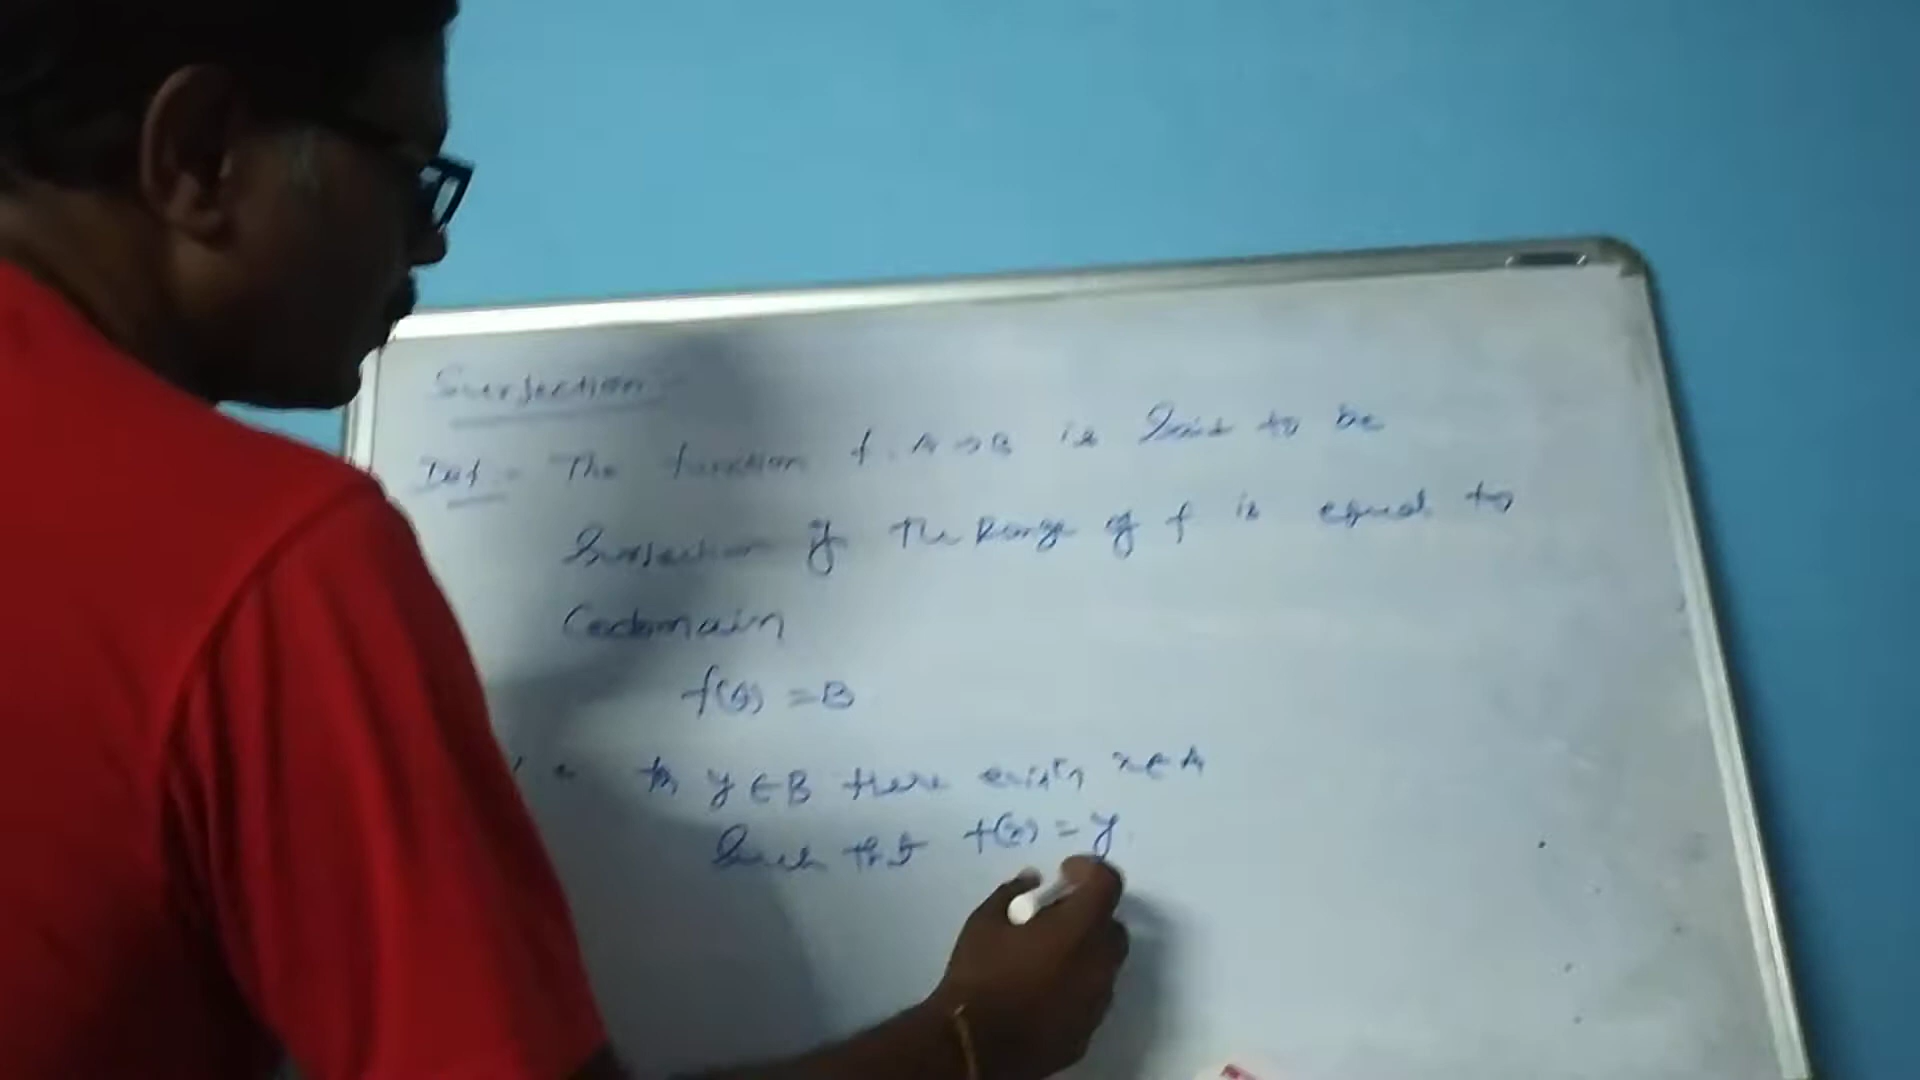 Surjection :-
Def :- The function f: A → B is said to be
Surjection if The Range of f is equal to
Codomain
f(A) = B
i.e. for y ∈ B there exists x ∈ A
Such that f(x) = y